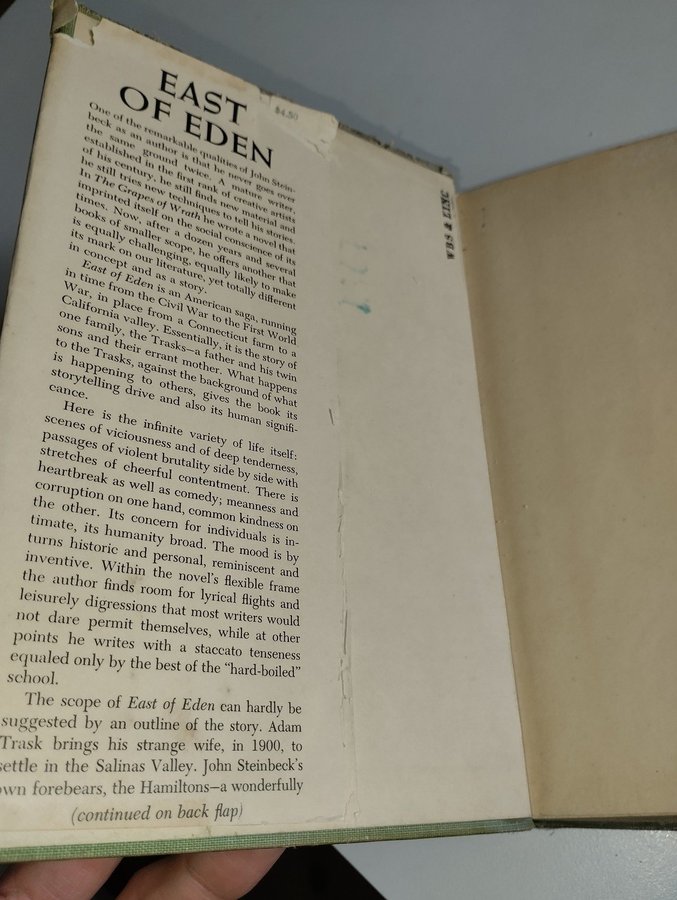 EAST
OF EDEN
$4.50
One of the remarkable qualities of John Stein-
beck as an author is that he never goes over
the same ground twice. A mature writer,
established in the first rank of creative artists
of his century, he still finds new material and
he still tries new techniques to tell his stories.
In The Grapes of Wrath he wrote a novel that
imprinted itself on the social conscience of its
times. Now, after a dozen years and several
books of smaller scope, he offers another that
is equally challenging, equally likely to make
its mark on our literature, yet totally different
in concept and as a story.
East of Eden is an American saga, running
in time from the Civil War to the First World
War, in place from a Connecticut farm to a
California valley. Essentially, it is the story of
one family, the Trasks—a father and his twin
sons and their errant mother. What happens
to the Trasks, against the background of what
is happening to others, gives the book its
storytelling drive and also its human signifi-
cance.
Here is the infinite variety of life itself:
scenes of viciousness and of deep tenderness,
passages of violent brutality side by side with
stretches of cheerful contentment. There is
heartbreak as well as comedy; meanness and
corruption on one hand, common kindness on
the other. Its concern for individuals is in-
timate, its humanity broad. The mood is by
turns historic and personal, reminiscent and
inventive. Within the novel's flexible frame
the author finds room for lyrical flights and
leisurely digressions that most writers would
not dare permit themselves, while at other
points he writes with a staccato tenseness
equaled only by the best of the "hard-boiled"
school.
The scope of East of Eden can hardly be
suggested by an outline of the story. Adam
Trask brings his strange wife, in 1900, to
settle in the Salinas Valley. John Steinbeck's
own forebears, the Hamiltons—a wonderfully
(continued on back flap)